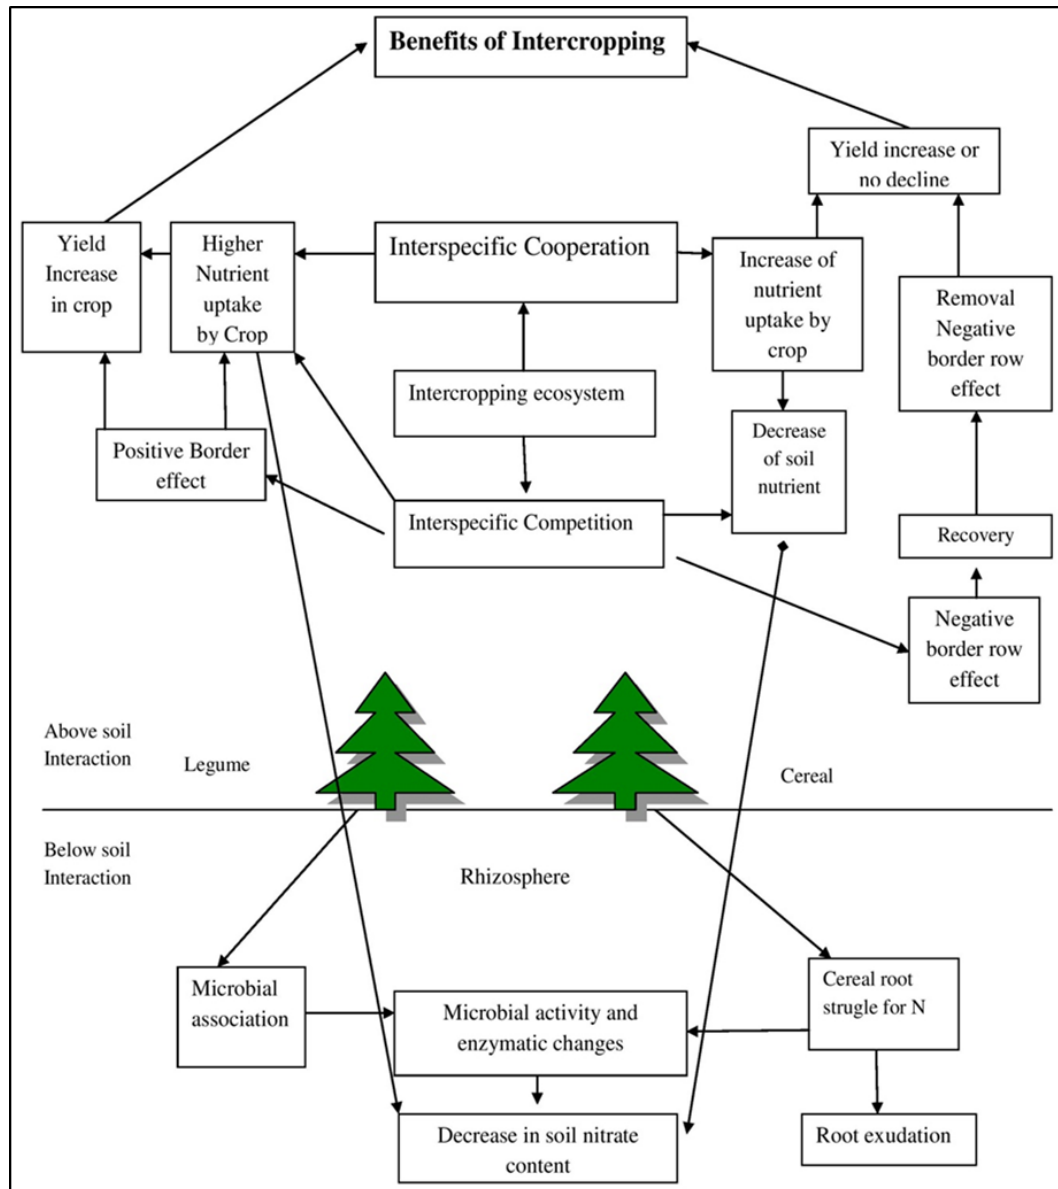 Benefits of Intercropping
Yield increase or
no decline
Yield
Increase
in crop
Higher
Nutrient
uptake
by Crop
Interspecific Cooperation
Increase of
nutrient
uptake by
crop
Removal
Negative
border row
effect
Intercropping ecosystem
Positive Border
effect
Decrease
of soil
nutrient
Interspecific Competition
Recovery
Negative
border row
effect
Above soil
Interaction
Legume
Cereal
Below soil
Interaction
Rhizosphere
Microbial
association
Microbial activity and
enzymatic changes
Cereal root
strugle for N
Decrease in soil nitrate
content
Root exudation